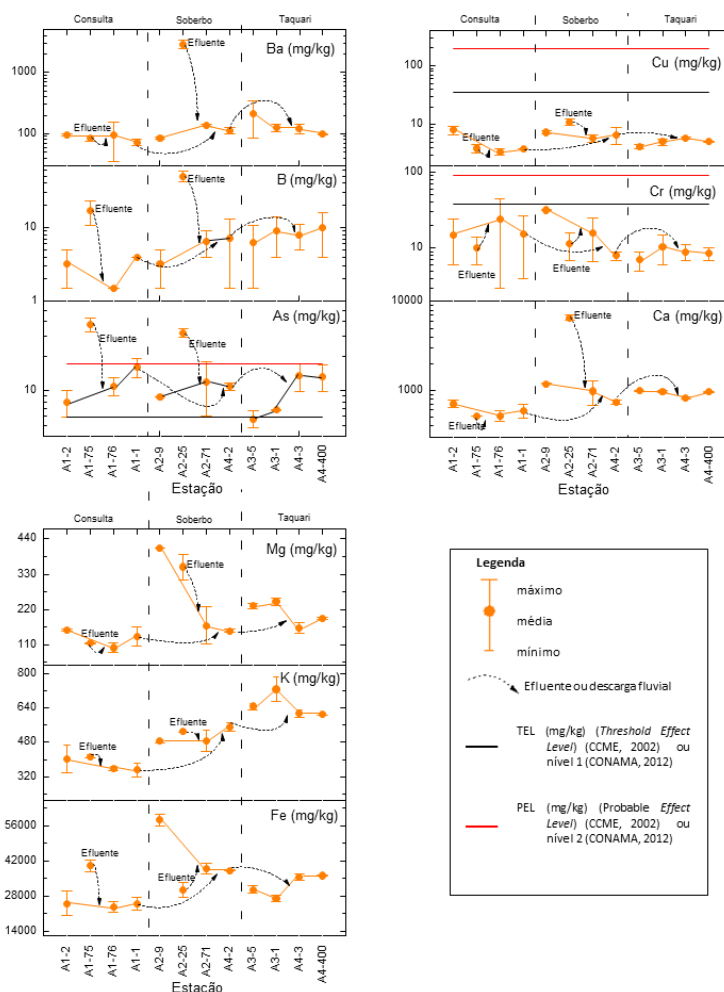 Consulta Soberbo Taquari
Ba (mg/kg)
1000
100
Efluente
Efluente
B (mg/kg)
10
1
Efluente
Efluente
As (mg/kg)
10
Efluente
Efluente
A1-2 A1-75 A1-76 A1-1 A2-9 A2-25 A2-71 A4-2 A3-5 A3-1 A4-3 A4-400
Estação
Consulta Soberbo Taquari
Cu (mg/kg)
100
10
Efluente
Efluente
Cr (mg/kg)
100
10
Efluente
Efluente
10000
Ca (mg/kg)
1000
Efluente
Efluente
A1-2 A1-75 A1-76 A1-1 A2-9 A2-25 A2-71 A4-2 A3-5 A3-1 A4-3 A4-400
Estação
Consulta Soberbo Taquari
Mg (mg/kg)
440
330
220
110
Efluente
Efluente
K (mg/kg)
800
640
480
320
Efluente
Efluente
Fe (mg/kg)
56000
42000
28000
14000
Efluente
Efluente
A1-2 A1-75 A1-76 A1-1 A2-9 A2-25 A2-71 A4-2 A3-5 A3-1 A4-3 A4-400
Estação
Legenda
máximo
média
mínimo
Efluente ou descarga fluvial
TEL (mg/kg) (Threshold Effect
Level) (CCME, 2002) ou
nível 1 (CONAMA, 2012)
PEL (mg/kg) (Probable Effect
Level) (CCME, 2002) ou
nível 2 (CONAMA, 2012)